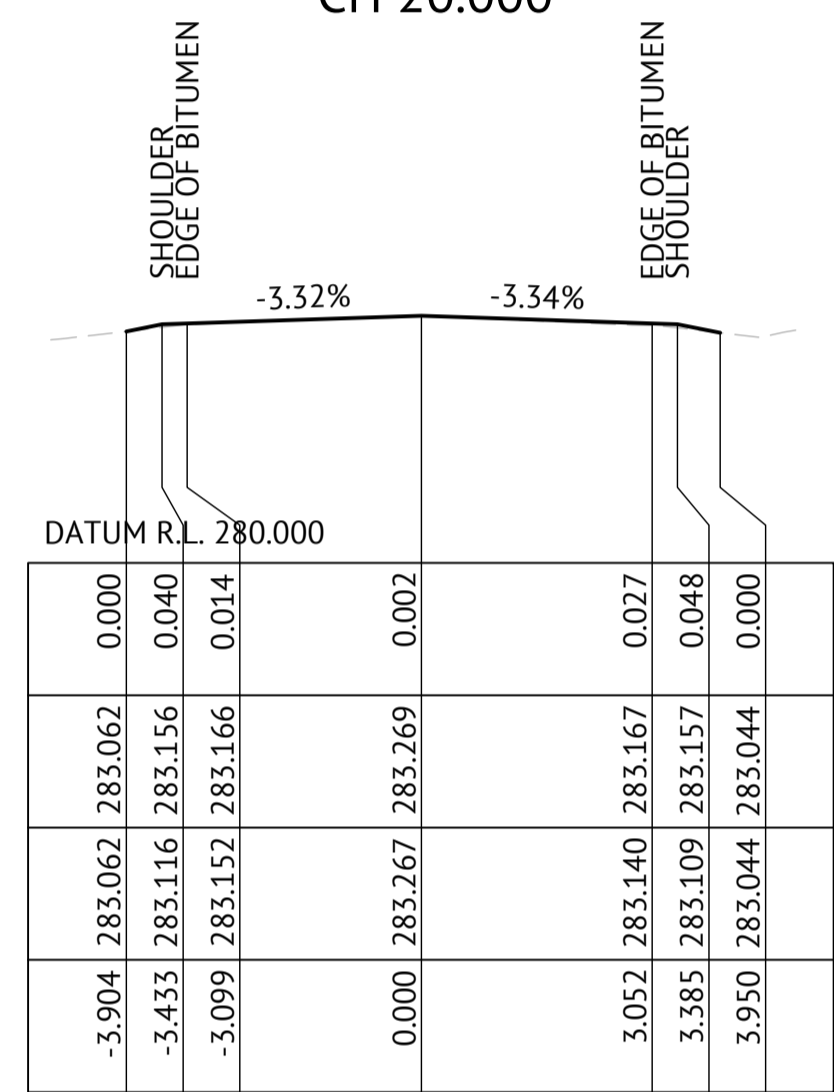 CH 20.000
SHOULDER
EDGE OF BITUMEN
EDGE OF BITUMEN
SHOULDER
-3.32%
-3.34%
DATUM R.L. 280.000
0.000 0.040 0.014 0.002 0.027 0.048 0.000
283.062 283.156 283.166 283.269 283.167 283.157 283.044
283.062 283.116 283.152 283.267 283.140 283.109 283.044
-3.904 -3.433 -3.099 0.000 3.052 3.385 3.950